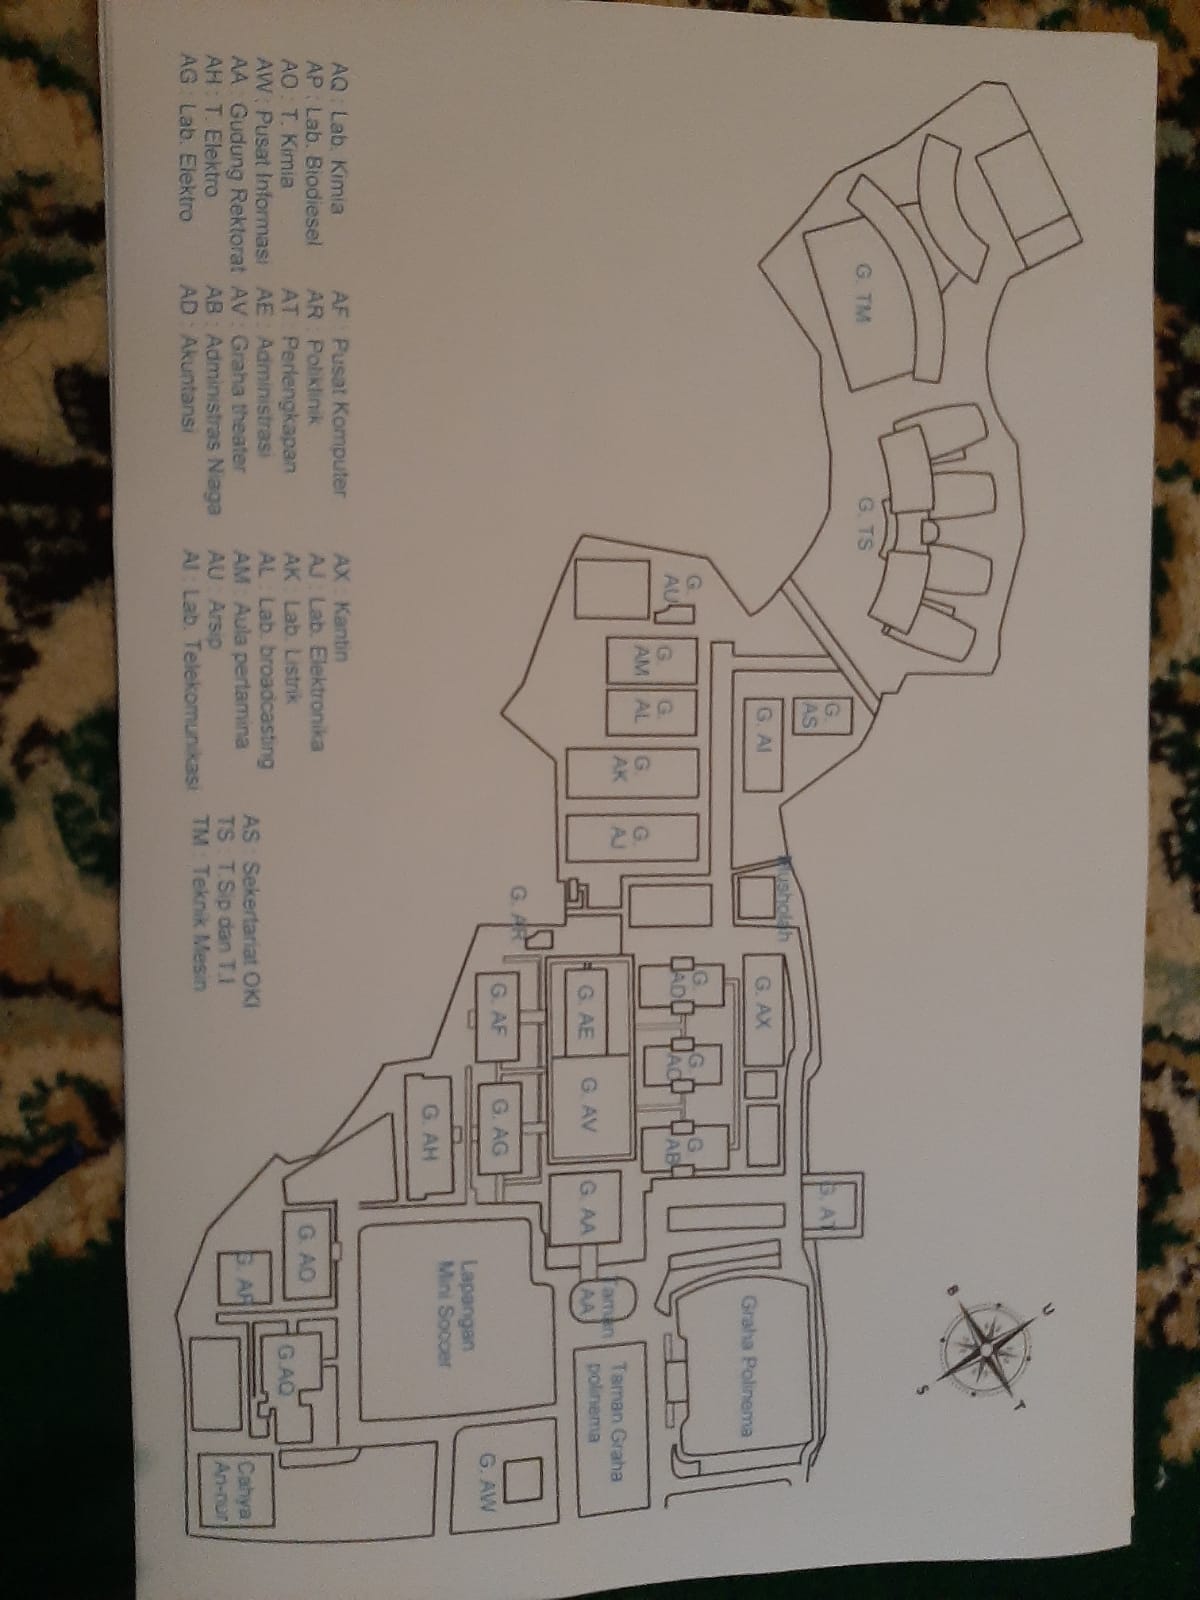 U
T
B
S
G. TM
G. TS
G.
AS
G. AI
Musholah
G. AX
G. AT
Graha Polinema
G.
AU
G.
AM
G.
AL
G.
AK
G.
AJ
G.
AD
G.
AC
G.
AB
G. AE
G. AV
G. AA
Taman
AA
Taman Graha
polinema
G. AR
G. AF
G. AG
G. AH
Lapangan
Mini Soccer
G. AW
G. AO
G.AQ
G. AP
Cahya
An-nur
AQ : Lab. Kimia
AP : Lab. Biodiesel
AO : T. Kimia
AW : Pusat Informasi
AA : Gudung Rektorat
AH : T. Elektro
AG : Lab. Elektro
AF : Pusat Komputer
AR : Poliklinik
AT : Perlengkapan
AE : Administrasi
AV : Graha theater
AB : Administras Niaga
AD : Akuntansi
AX : Kantin
AJ : Lab. Elektronika
AK : Lab. Listrik
AL : Lab. broadcasting
AM : Aula pertamina
AU : Arsip
AI : Lab. Telekomunikasi
AS : Sekertariat OKI
TS : T.Sip dan T.I
TM : Teknik Mesin